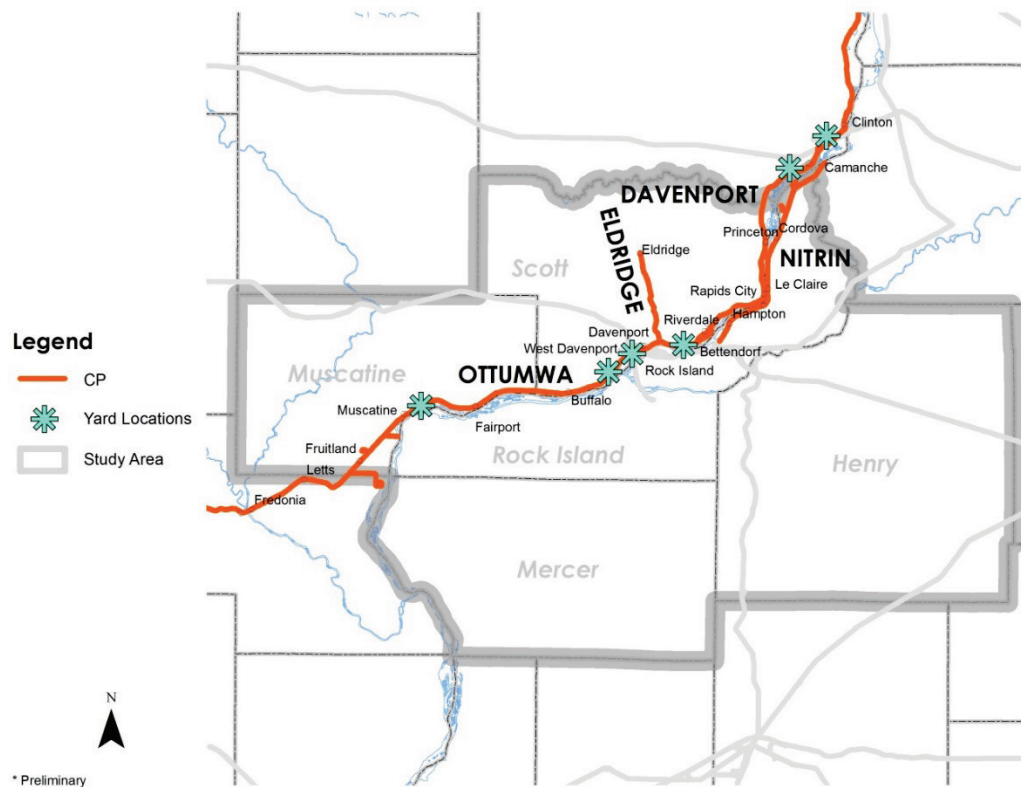 Clinton
Camanche
DAVENPORT
Princeton
Cordova
ELDRIDGE
Eldridge
NITRIN
Scott
Le Claire
Rapids City
Hampton
Riverdale
Davenport
West Davenport
Bettendorf
Rock Island
Legend
CP
Yard Locations
Study Area
OTTUMWA
Muscatine
Buffalo
Muscatine
Fairport
Fruitland
Rock Island
Henry
Letts
Fredonia
Mercer
N
* Preliminary